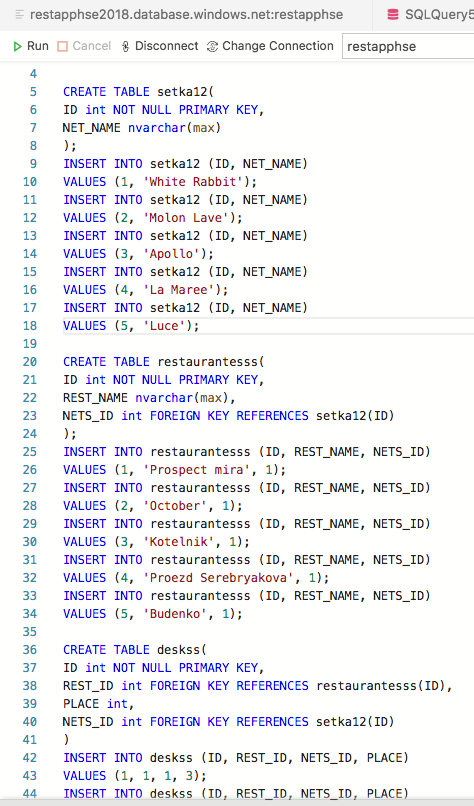 restapphse2018.database.windows.net:restapphse SQLQuery5
Run Cancel Disconnect Change Connection restapphse
4
5 CREATE TABLE setka12(
6 ID int NOT NULL PRIMARY KEY,
7 NET_NAME nvarchar(max)
8 );
9 INSERT INTO setka12 (ID, NET_NAME)
10 VALUES (1, 'White Rabbit');
11 INSERT INTO setka12 (ID, NET_NAME)
12 VALUES (2, 'Molon Lave');
13 INSERT INTO setka12 (ID, NET_NAME)
14 VALUES (3, 'Apollo');
15 INSERT INTO setka12 (ID, NET_NAME)
16 VALUES (4, 'La Maree');
17 INSERT INTO setka12 (ID, NET_NAME)
18 VALUES (5, 'Luce');
19
20 CREATE TABLE restaurantesss(
21 ID int NOT NULL PRIMARY KEY,
22 REST_NAME nvarchar(max),
23 NETS_ID int FOREIGN KEY REFERENCES setka12(ID)
24 );
25 INSERT INTO restaurantesss (ID, REST_NAME, NETS_ID)
26 VALUES (1, 'Prospect mira', 1);
27 INSERT INTO restaurantesss (ID, REST_NAME, NETS_ID)
28 VALUES (2, 'October', 1);
29 INSERT INTO restaurantesss (ID, REST_NAME, NETS_ID)
30 VALUES (3, 'Kotelnik', 1);
31 INSERT INTO restaurantesss (ID, REST_NAME, NETS_ID)
32 VALUES (4, 'Proezd Serebryakova', 1);
33 INSERT INTO restaurantesss (ID, REST_NAME, NETS_ID)
34 VALUES (5, 'Budenko', 1);
35
36 CREATE TABLE deskss(
37 ID int NOT NULL PRIMARY KEY,
38 REST_ID int FOREIGN KEY REFERENCES restaurantesss(ID),
39 PLACE int,
40 NETS_ID int FOREIGN KEY REFERENCES setka12(ID)
41 )
42 INSERT INTO deskss (ID, REST_ID, NETS_ID, PLACE)
43 VALUES (1, 1, 1, 3);
44 INSERT INTO deskss (ID, REST_ID, NETS_ID, PLACE)